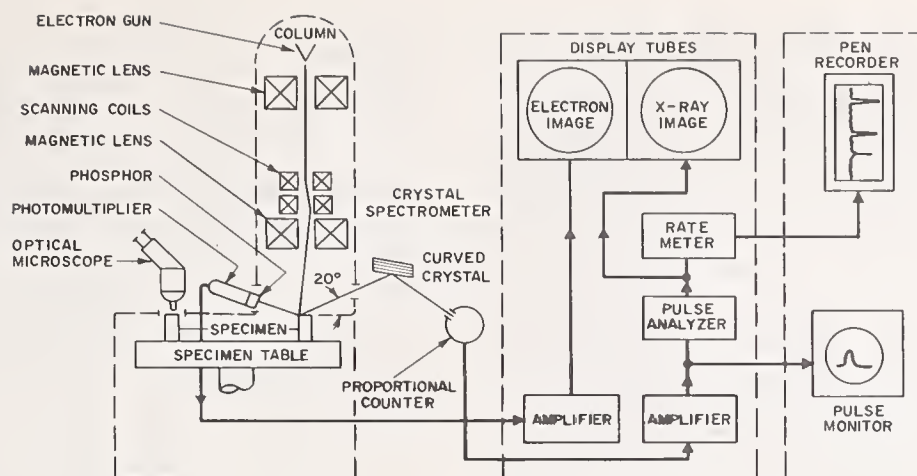 ELECTRON GUN
COLUMN
MAGNETIC LENS
SCANNING COILS
MAGNETIC LENS
PHOSPHOR
PHOTOMULTIPLIER
OPTICAL
MICROSCOPE
20°
CRYSTAL
SPECTROMETER
CURVED
CRYSTAL
SPECIMEN
SPECIMEN TABLE
PROPORTIONAL
COUNTER
DISPLAY TUBES
ELECTRON
IMAGE
X-RAY
IMAGE
RATE
METER
PULSE
ANALYZER
AMPLIFIER
AMPLIFIER
PEN
RECORDER
PULSE
MONITOR